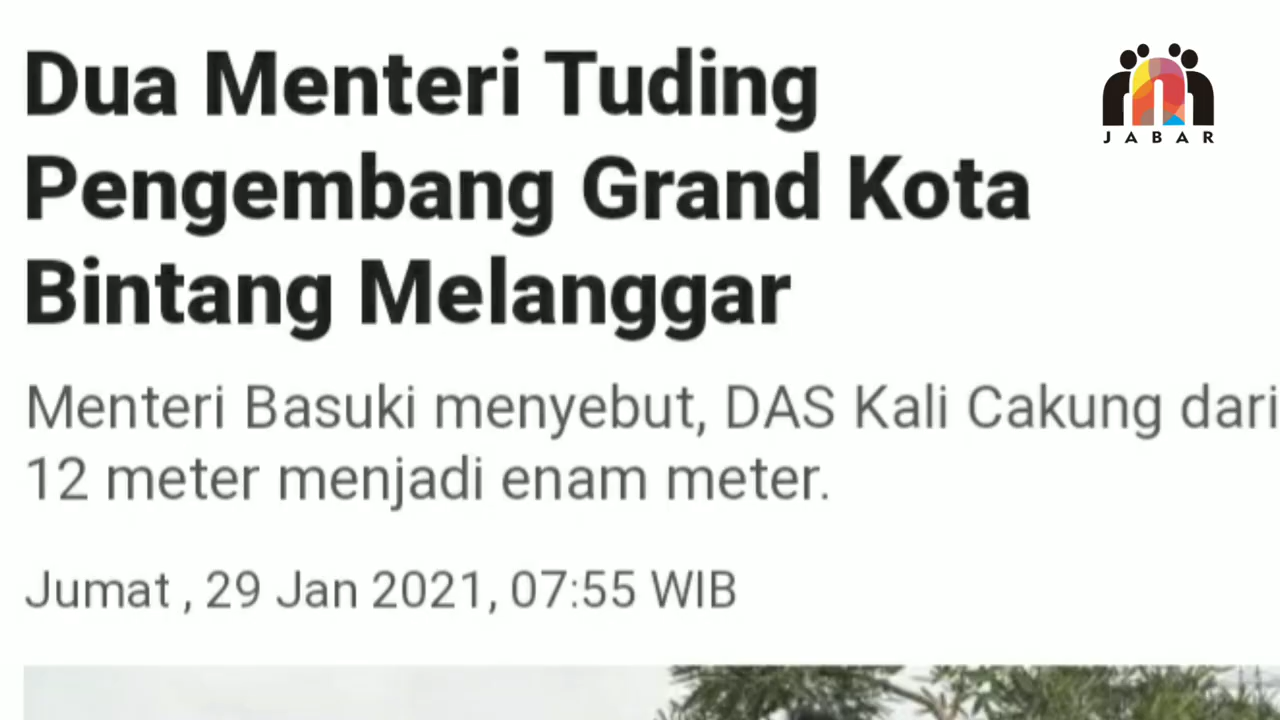 Dua Menteri Tuding
Pengembang Grand Kota
Bintang Melanggar
JABAR
Menteri Basuki menyebut, DAS Kali Cakung dari
12 meter menjadi enam meter.
Jumat , 29 Jan 2021, 07:55 WIB